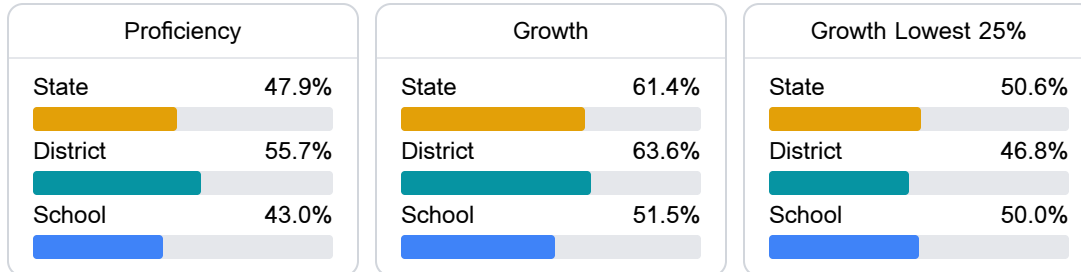 Proficiency
State 47.9%
District 55.7%
School 43.0%
Growth
State 61.4%
District 63.6%
School 51.5%
Growth Lowest 25%
State 50.6%
District 46.8%
School 50.0%